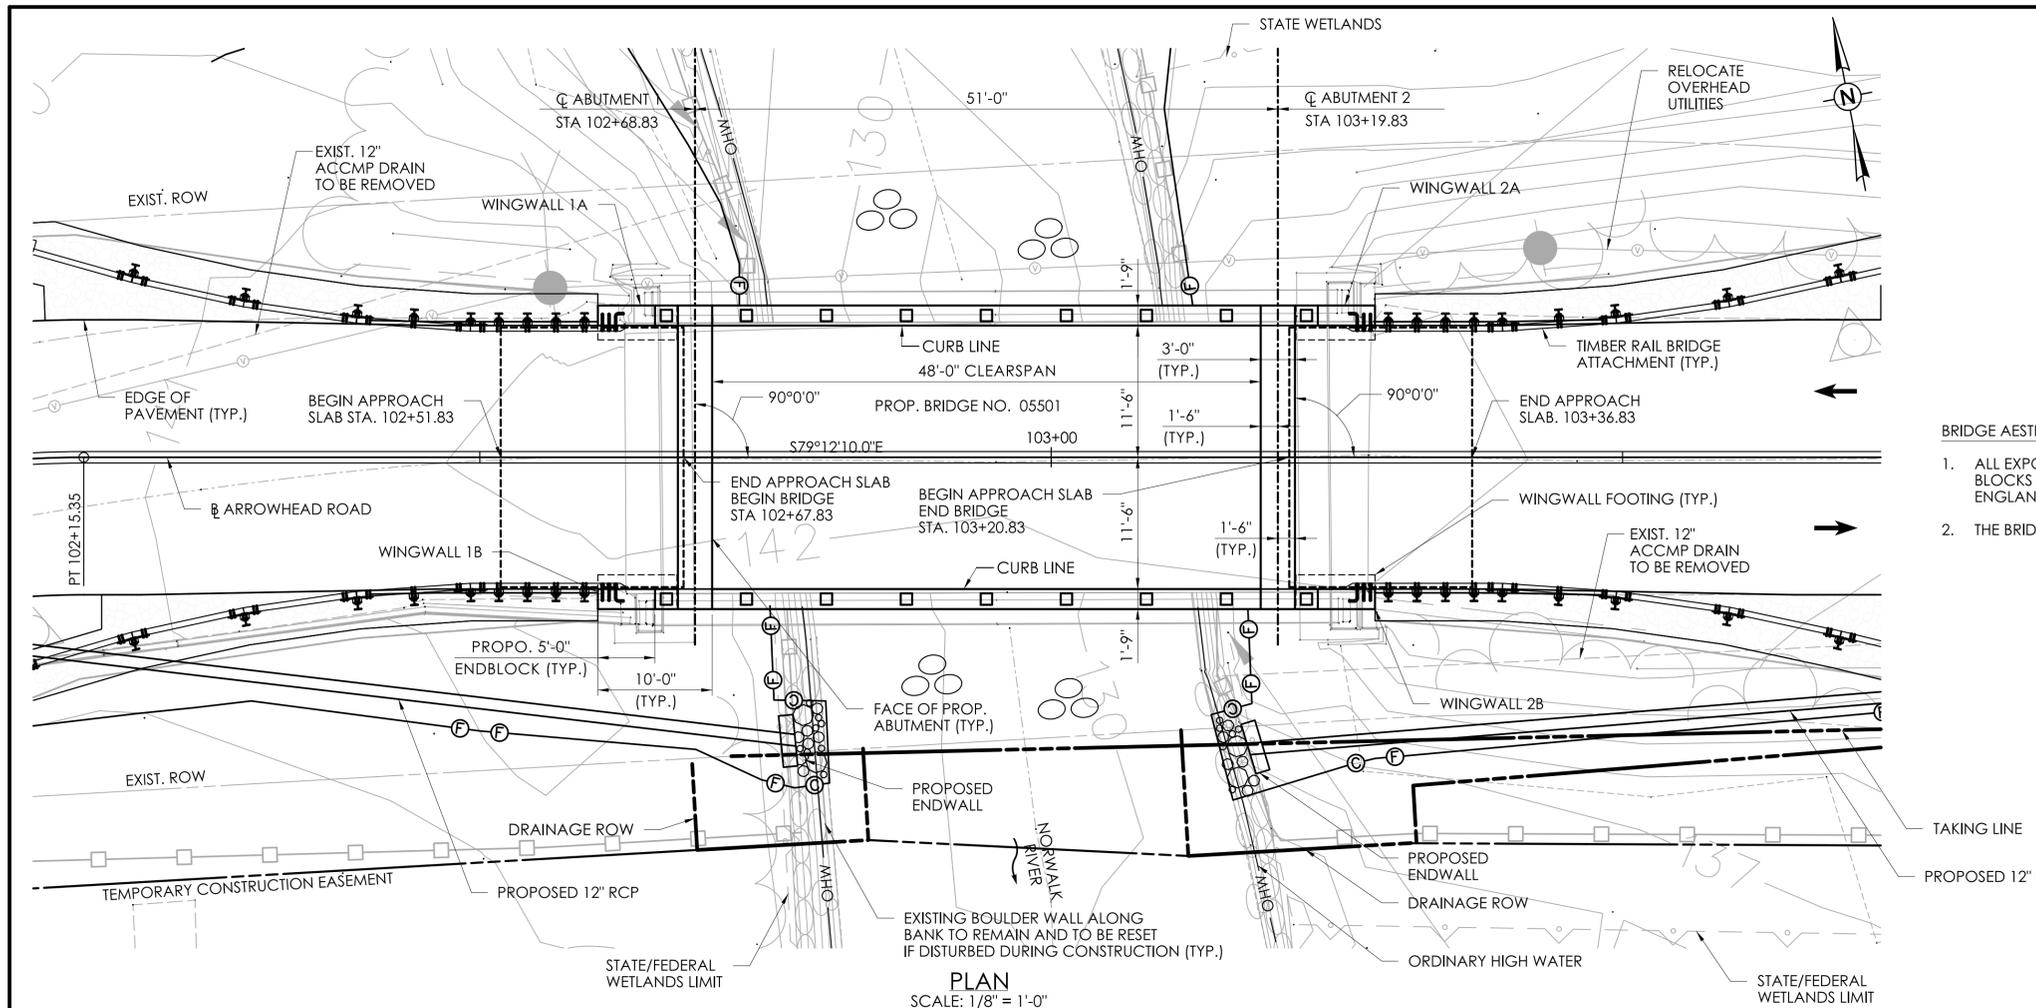 STATE WETLANDS
RELOCATE
OVERHEAD
UTILITIES
℄ ABUTMENT 1
STA 102+68.83
51'-0"
℄ ABUTMENT 2
STA 103+19.83
N
OHW
OHW
130
EXIST. 12"
ACCMP DRAIN
TO BE REMOVED
EXIST. ROW
WINGWALL 1A
WINGWALL 2A
1'-9"
F
F
CURB LINE
3'-0"
(TYP.)
TIMBER RAIL BRIDGE
ATTACHMENT (TYP.)
48'-0" CLEARSPAN
EDGE OF
PAVEMENT (TYP.)
BEGIN APPROACH
SLAB STA. 102+51.83
90°0'0"
PROP. BRIDGE NO. 05501
11'-6"
1'-6"
(TYP.)
90°0'0"
END APPROACH
SLAB. 103+36.83
S79°12'10.0"E
103+00
BRIDGE AEST
1. ALL EXPO
BLOCKS
ENGLAN
2. THE BRID
PT 102+15.35
℄ ARROWHEAD ROAD
END APPROACH SLAB
BEGIN BRIDGE
STA 102+67.83
BEGIN APPROACH SLAB
END BRIDGE
STA. 103+20.83
11'-6"
1'-6"
(TYP.)
WINGWALL FOOTING (TYP.)
EXIST. 12"
ACCMP DRAIN
TO BE REMOVED
142
WINGWALL 1B
CURB LINE
F
F
1'-9"
PROPO. 5'-0"
ENDBLOCK (TYP.)
10'-0"
(TYP.)
F
F
C
C
FACE OF PROP.
ABUTMENT (TYP.)
WINGWALL 2B
F
F
F
C
F
EXIST. ROW
F
C
PROPOSED
ENDWALL
DRAINAGE ROW
NORWALK
RIVER
TAKING LINE
PROPOSED
ENDWALL
137
PROPOSED 12"
TEMPORARY CONSTRUCTION EASEMENT
PROPOSED 12" RCP
OHW
OHW
DRAINAGE ROW
EXISTING BOULDER WALL ALONG
BANK TO REMAIN AND TO BE RESET
IF DISTURBED DURING CONSTRUCTION (TYP.)
STATE/FEDERAL
WETLANDS LIMIT
ORDINARY HIGH WATER
STATE/FEDERAL
WETLANDS LIMIT
PLAN
SCALE: 1/8" = 1'-0"